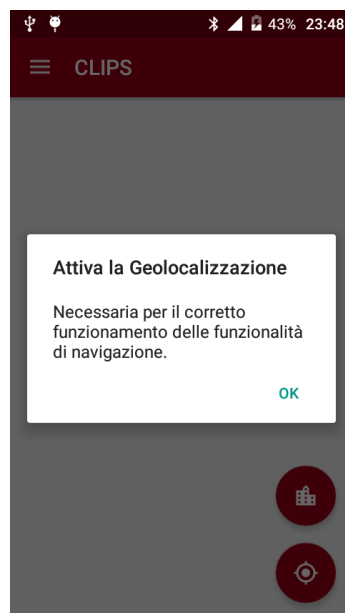 43% 23:48
CLIPS
Attiva la Geolocalizzazione
Necessaria per il corretto
funzionamento delle funzionalità
di navigazione.
OK